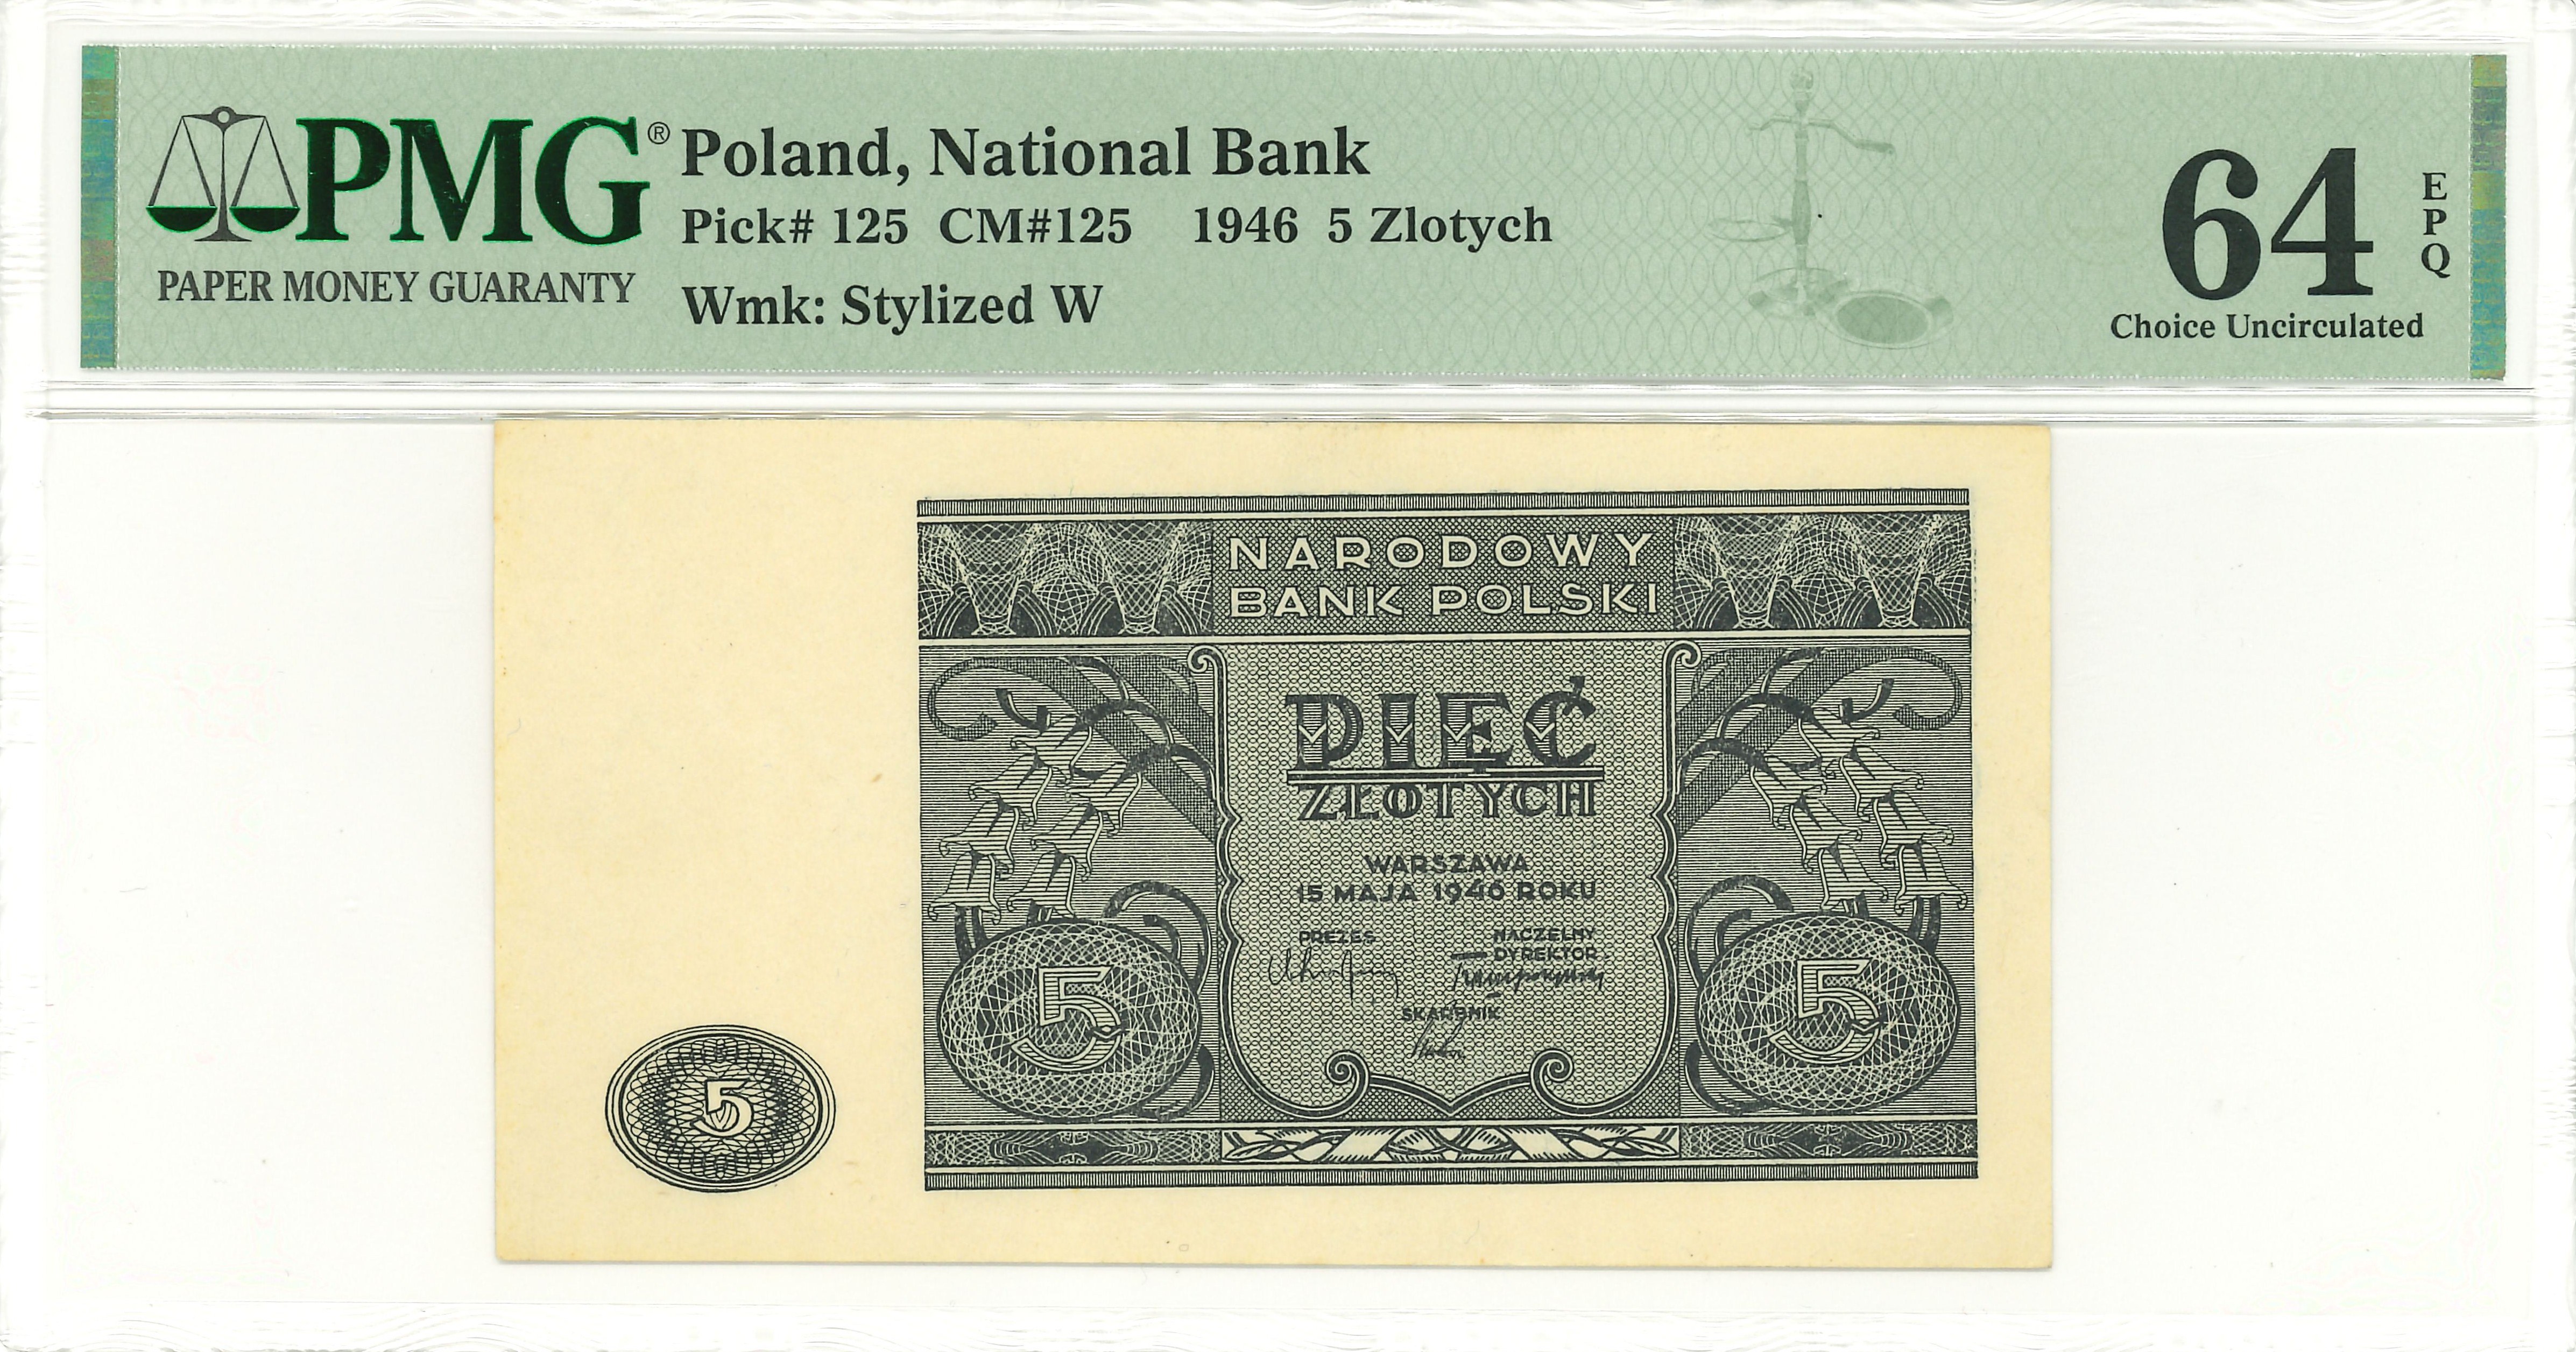 PMG®
PAPER MONEY GUARANTY
Poland, National Bank
Pick# 125 CM#125 1946 5 Zlotych
Wmk: Stylized W
64
EPQ
Choice Uncirculated
NARODOWY
BANK POLSKI
PIĘĆ
ZŁOTYCH
WARSZAWA
15 MAJA 1946 ROKU
PREZES
NACZELNY
DYREKTOR
SKARBNIK
5
5
5